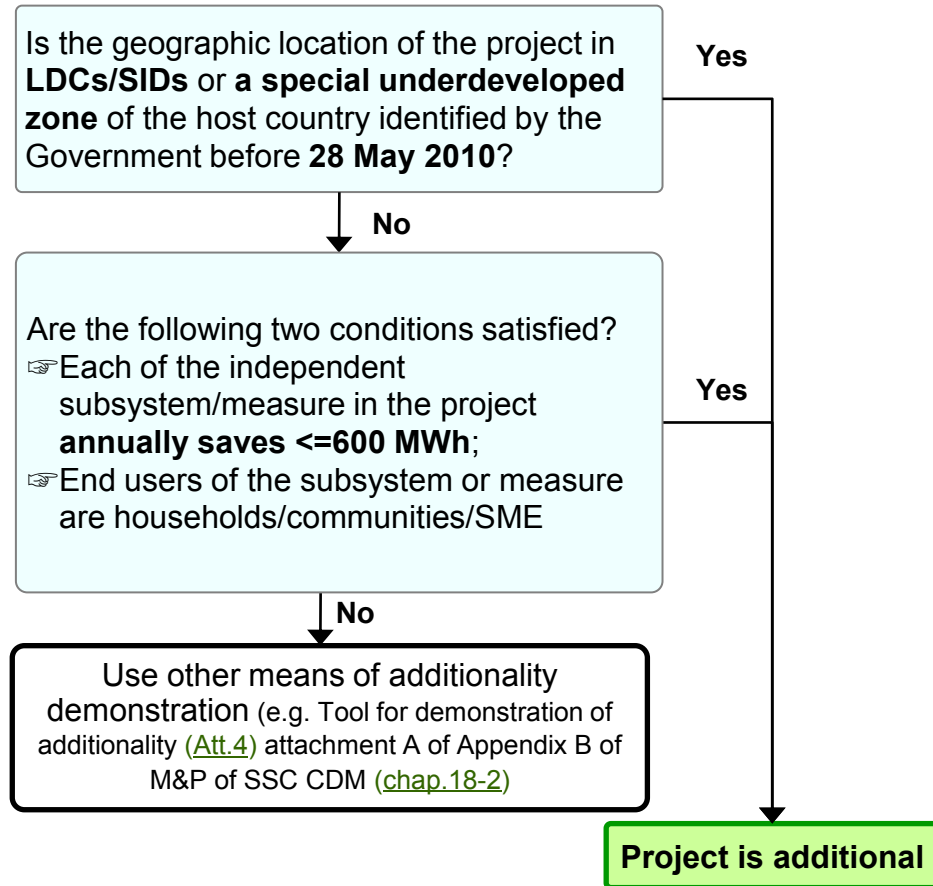 Is the geographic location of the project in
LDCs/SIDs or a special underdeveloped
zone of the host country identified by the
Government before 28 May 2010?
Yes
No
Are the following two conditions satisfied?
☞Each of the independent
subsystem/measure in the project
annually saves <=600 MWh;
☞End users of the subsystem or measure
are households/communities/SME
Yes
No
Use other means of additionality
demonstration (e.g. Tool for demonstration of
additionality (Att.4) attachment A of Appendix B of
M&P of SSC CDM (chap.18-2)
Project is additional